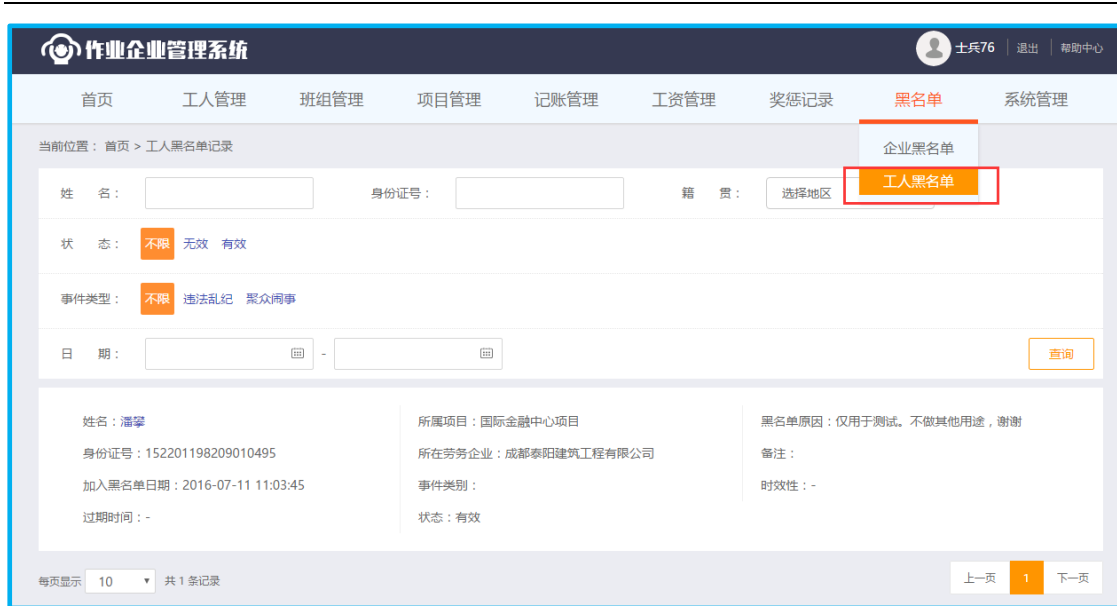 作业企业管理系统 士兵76 退出 帮助中心
首页 工人管理 班组管理 项目管理 记账管理 工资管理 奖惩记录 黑名单 系统管理
当前位置： 首页 > 工人黑名单记录
企业黑名单
工人黑名单
姓 名： 身份证号： 籍 贯： 选择地区
状 态： 不限 无效 有效
事件类型： 不限 违法乱纪 聚众闹事
日 期： - 查询
姓名：潘攀 所属项目：国际金融中心项目 黑名单原因：仅用于测试。不做其他用途，谢谢
身份证号：152201198209010495 所在劳务企业：成都泰阳建筑工程有限公司 备注：
加入黑名单日期：2016-07-11 11:03:45 事件类别： 时效性：-
过期时间：- 状态：有效
每页显示 10 共 1 条记录 上一页 1 下一页